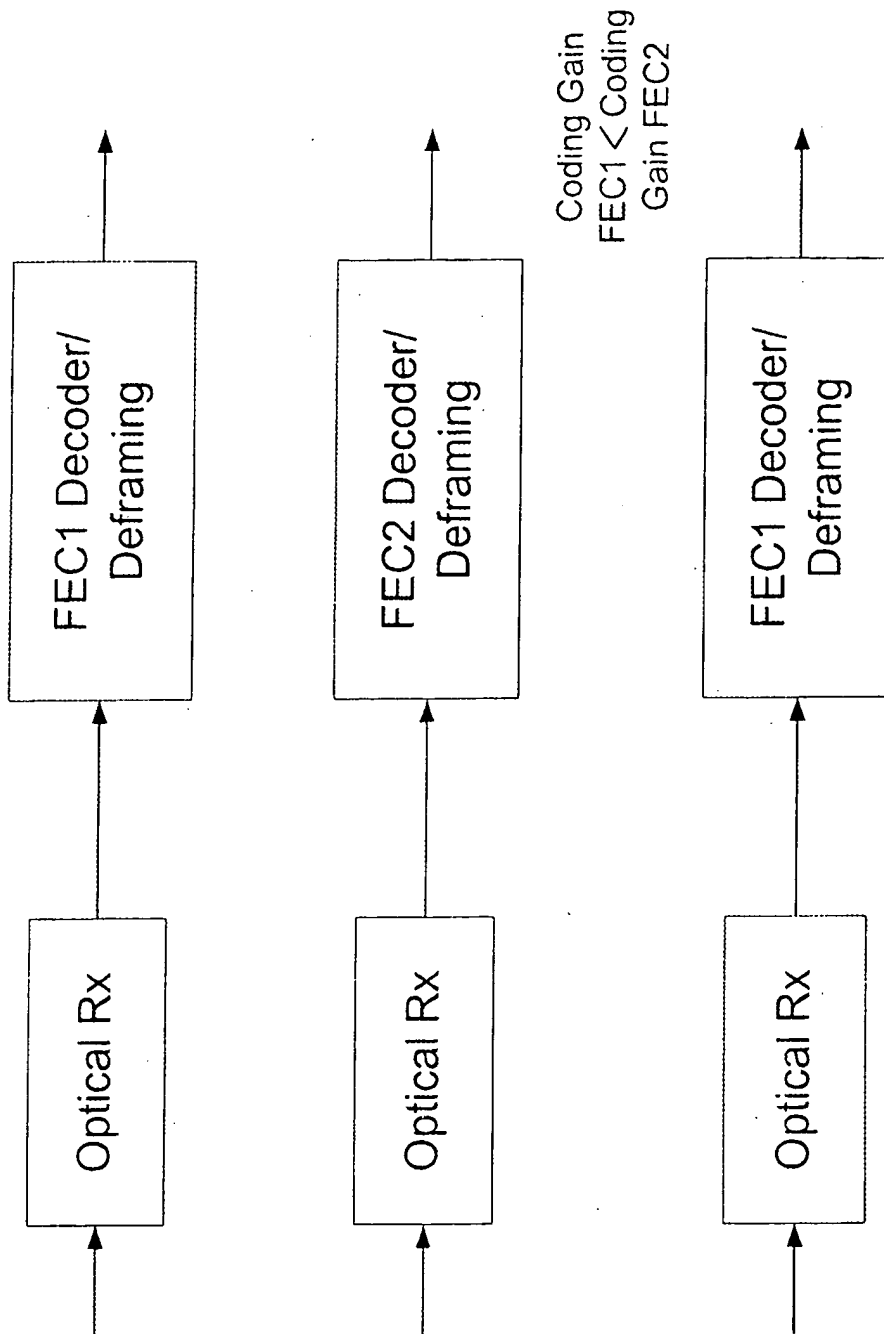 Optical Rx
FEC1 Decoder/
Deframing
Optical Rx
FEC2 Decoder/
Deframing
Coding Gain
FEC1 < Coding
Gain FEC2
Optical Rx
FEC1 Decoder/
Deframing